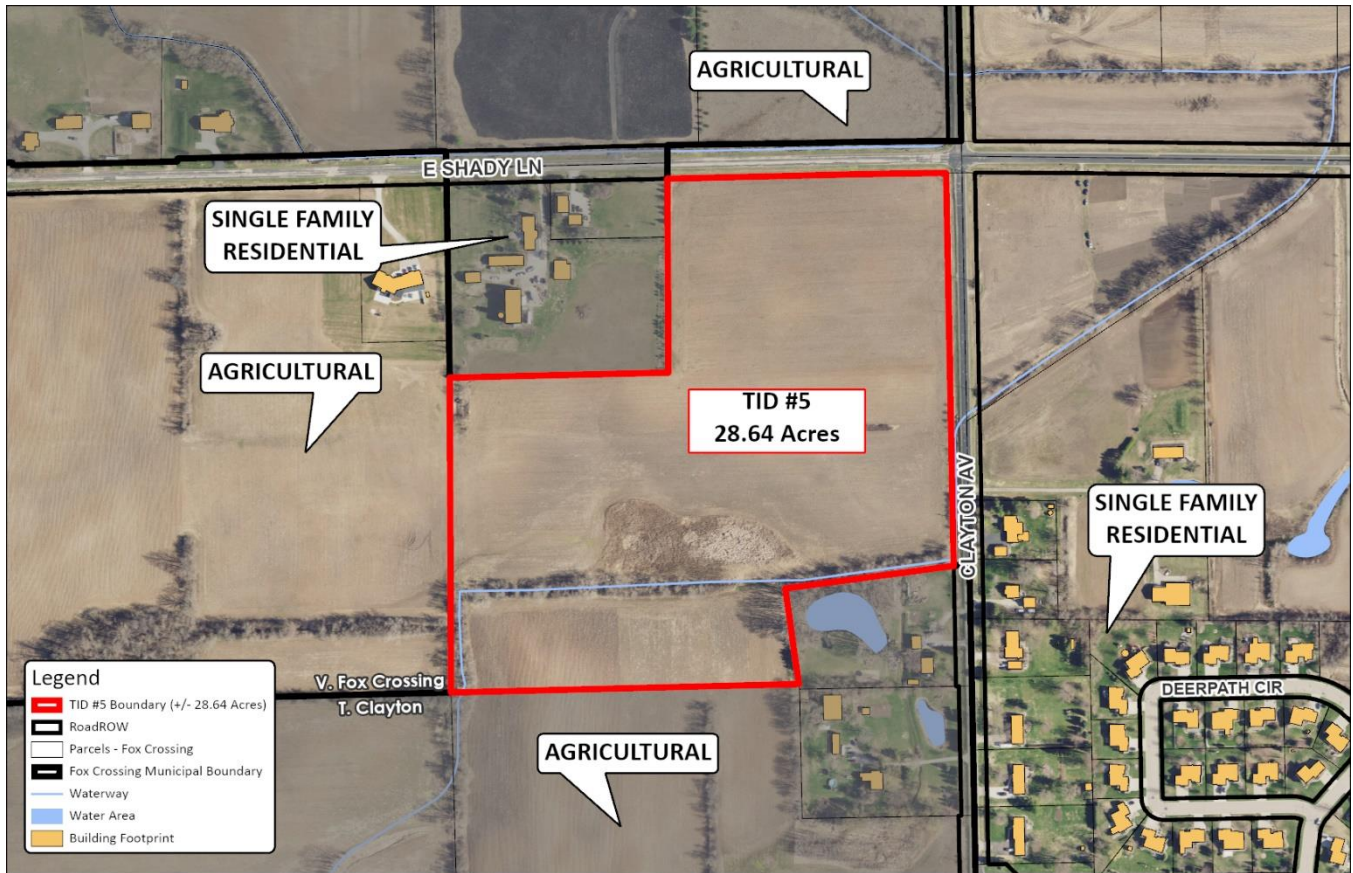 AGRICULTURAL
E SHADY LN
SINGLE FAMILY
RESIDENTIAL
AGRICULTURAL
TID #5
28.64 Acres
CLAYTON AV
SINGLE FAMILY
RESIDENTIAL
V. Fox Crossing
T. Clayton
DEERPATH CIR
AGRICULTURAL
Legend
TID #5 Boundary (+/- 28.64 Acres)
RoadROW
Parcels - Fox Crossing
Fox Crossing Municipal Boundary
Waterway
Water Area
Building Footprint